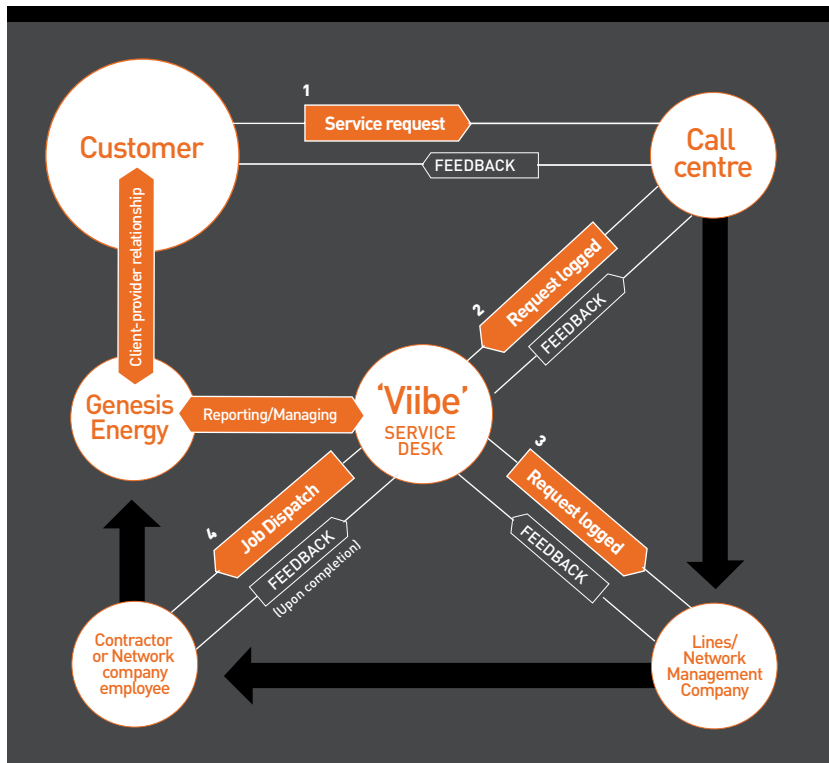 1
Service request
Customer
Call
centre
FEEDBACK
Client-provider relationship
2
Request logged
FEEDBACK
Genesis
Energy
Reporting/Managing
‘Viibe’
SERVICE
DESK
3
Request logged
FEEDBACK
4
Job Dispatch
FEEDBACK
(Upon completion)
Contractor
or Network
company
employee
Lines/
Network
Management
Company